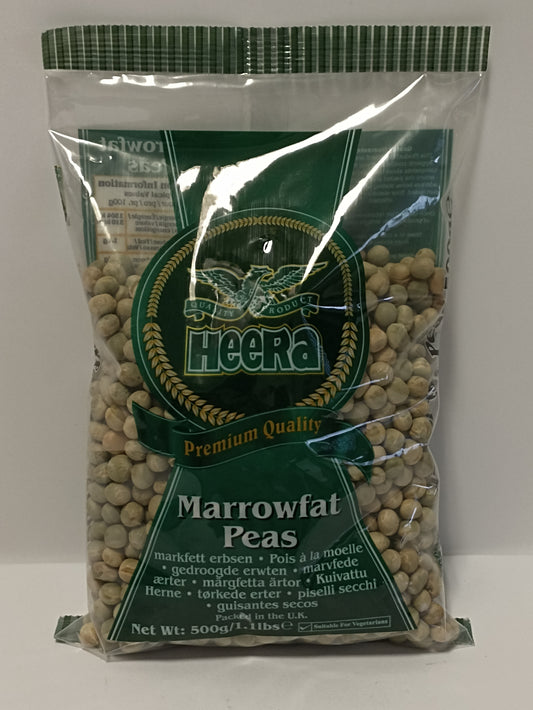 QUALITY PRODUCT
HEERA
Premium Quality
Marrowfat
Peas
markfett erbsen • Pois à la moelle
• gedroogde erwten • marvfede
ærter • märgfetta ärtor • Kuivattu
Herne • tørkede erter • piselli secchi
• guisantes secos
Packed in the U.K.
Net Wt: 500g/1.1lbs℮ Suitable For Vegetarians